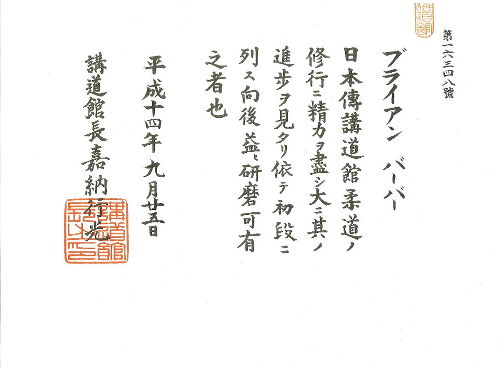 第一六三四八號
ブライアン バーバー
日本傳講道館柔道ノ
修行ニ精力ヲ盡シ大ニ其ノ
進歩ヲ見タリ依テ初段ニ
列ス向後益〻研磨可有
之者也
平成十四年九月廿五日
講道館長嘉納行光
講道館長之印